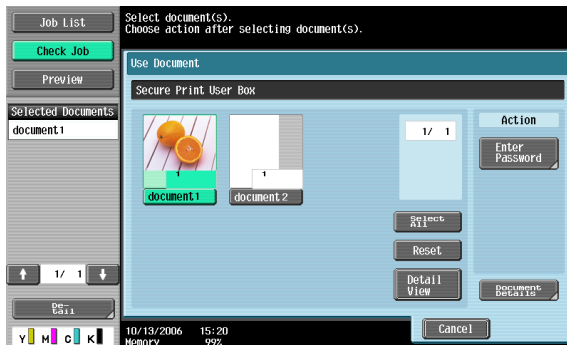 Job List
Select document(s).
Choose action after selecting document(s).
Check Job
Use Document
Preview
Secure Print User Box
Selected Documents
document1
1/ 1
Action
Enter
Password
1
1
document1
document2
Select
All
Reset
1/ 1
Detail
View
Document
Details
De-
tail
Cancel
Y M C K
10/13/2006 15:20
Memory 99%